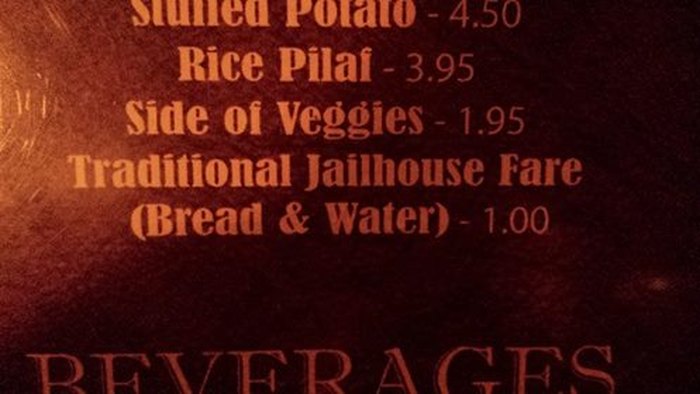 Stuffed Potato - 4.50
Rice Pilaf - 3.95
Side of Veggies - 1.95
Traditional Jailhouse Fare
(Bread & Water) - 1.00
BEVERAGES